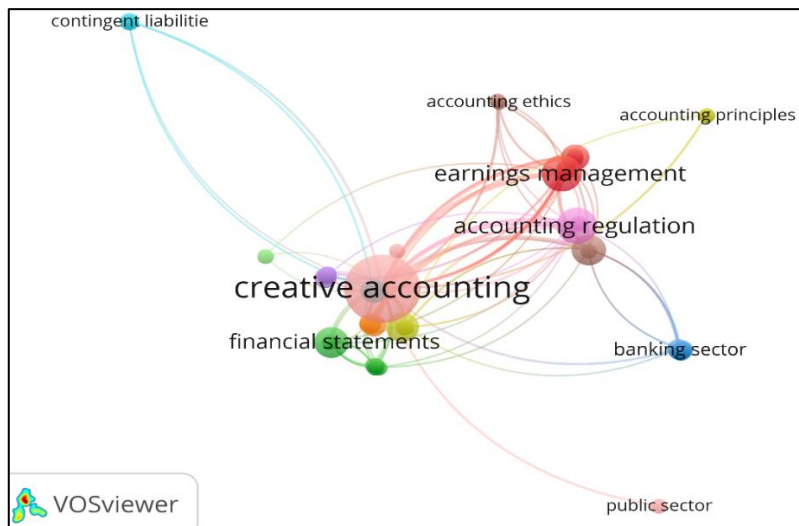 contingent liabilitie
accounting ethics
accounting principles
earnings management
accounting regulation
creative accounting
financial statements
banking sector
public sector
VOSviewer